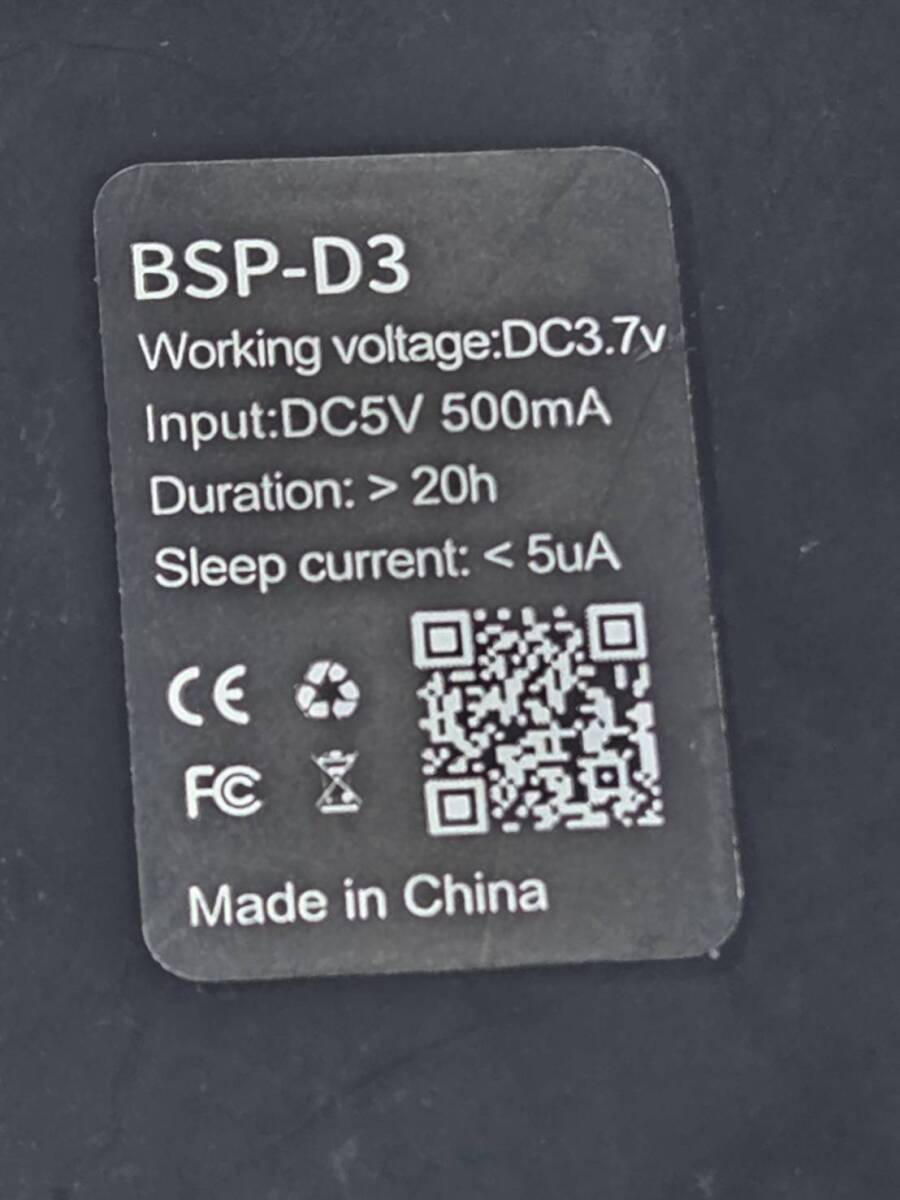 BSP-D3
Working voltage:DC3.7v
Input:DC5V 500mA
Duration: > 20h
Sleep current: < 5uA
CE
FC
Made in China